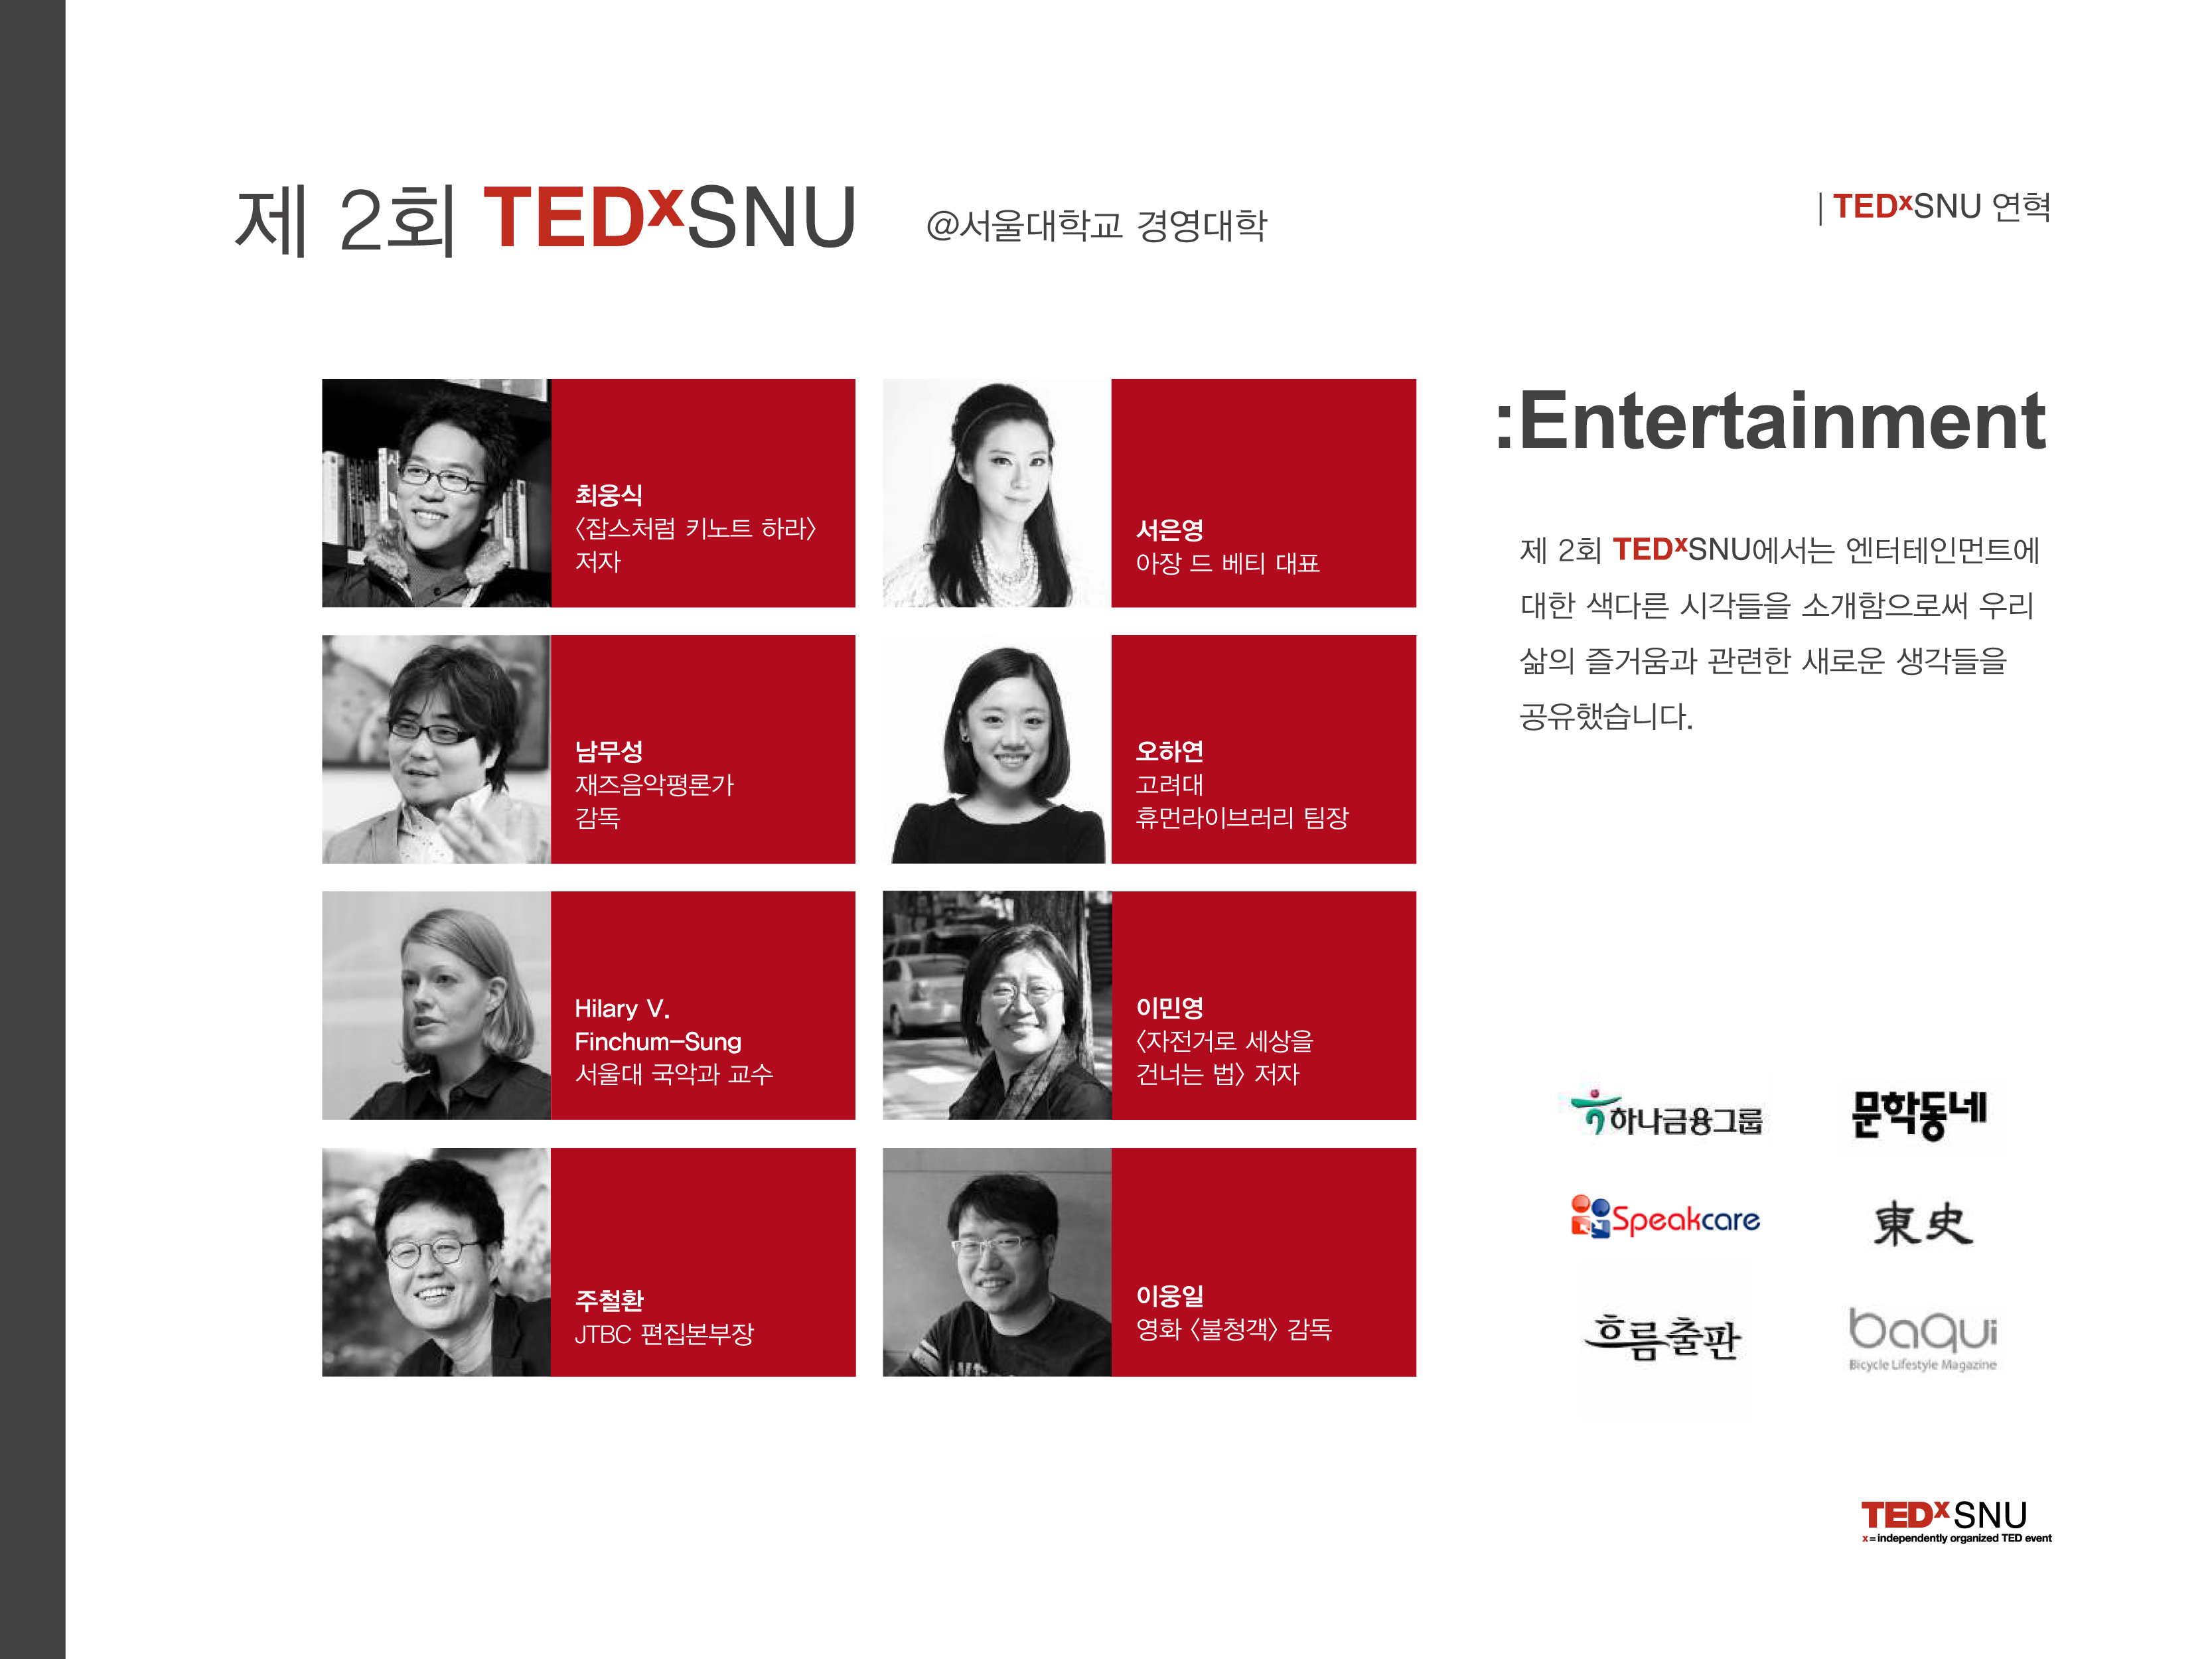 제 2회 TEDxSNU @서울대학교 경영대학
| TEDxSNU 연혁
최웅식
〈잡스처럼 키노트 하라〉
저자
서은영
아장 드 베티 대표
남무성
재즈음악평론가
감독
오하연
고려대
휴먼라이브러리 팀장
Hilary V.
Finchum-Sung
서울대 국악과 교수
이민영
〈자전거로 세상을
건너는 법〉 저자
주철환
JTBC 편집본부장
이웅일
영화 〈불청객〉 감독
:Entertainment
제 2회 TEDxSNU에서는 엔터테인먼트에
대한 색다른 시각들을 소개함으로써 우리
삶의 즐거움과 관련한 새로운 생각들을
공유했습니다.
하나금융그룹
문학동네
Speakcare
東史
흐름출판
baqui
Bicycle Lifestyle Magazine
TEDxSNU
x = independently organized TED event